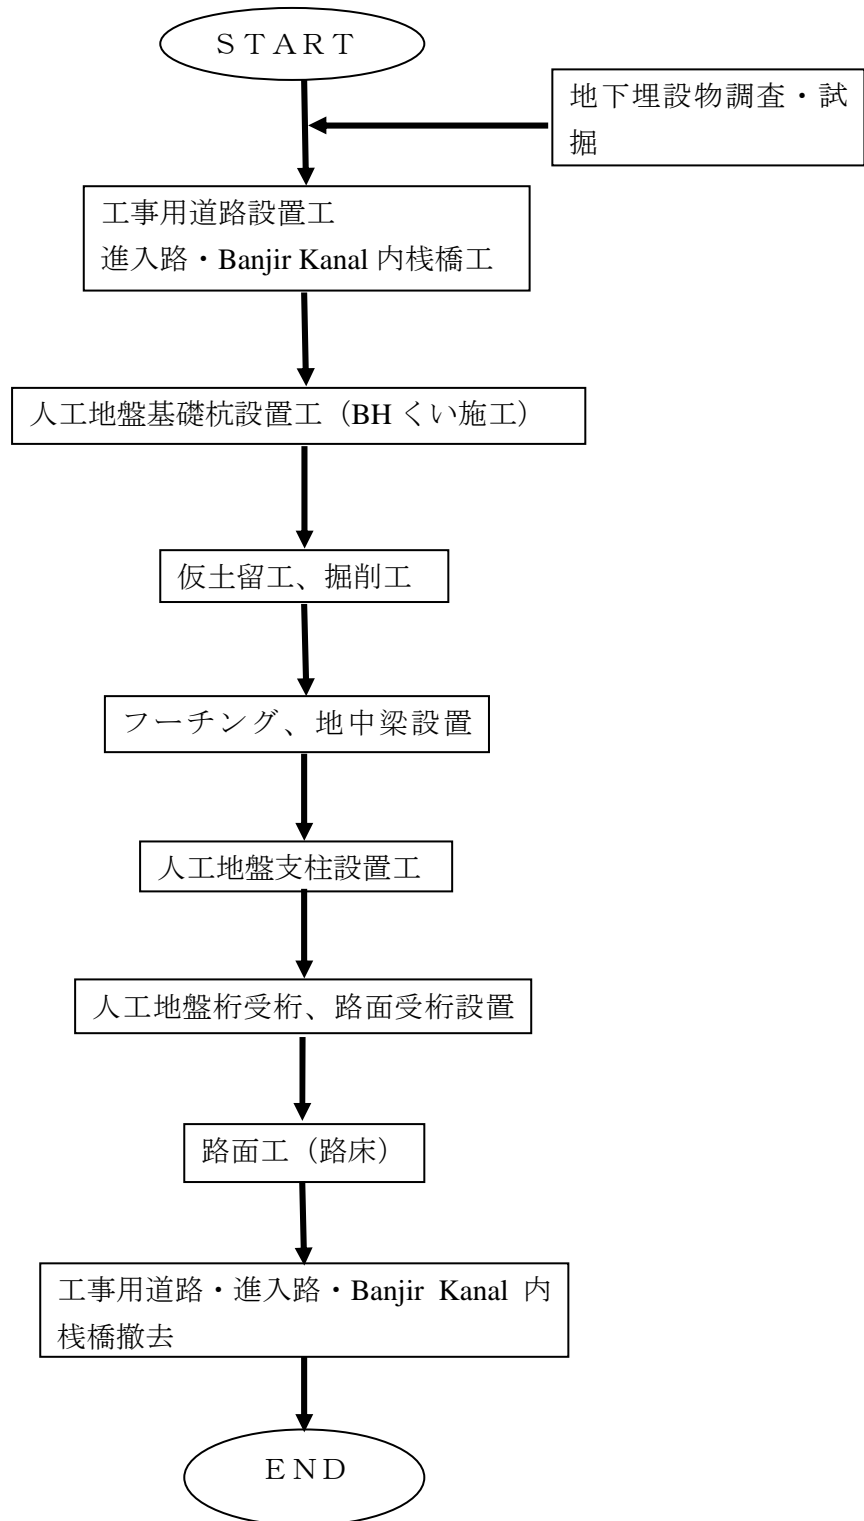 ＳＴＡＲＴ
地下埋設物調査・試
掘
工事用道路設置工
進入路・Banjir Kanal 内桟橋工
人工地盤基礎杭設置工（BH くい施工）
仮土留工、掘削工
フーチング、地中梁設置
人工地盤支柱設置工
人工地盤桁受桁、路面受桁設置
路面工（路床）
工事用道路・進入路・Banjir Kanal 内
桟橋撤去
ＥＮＤ